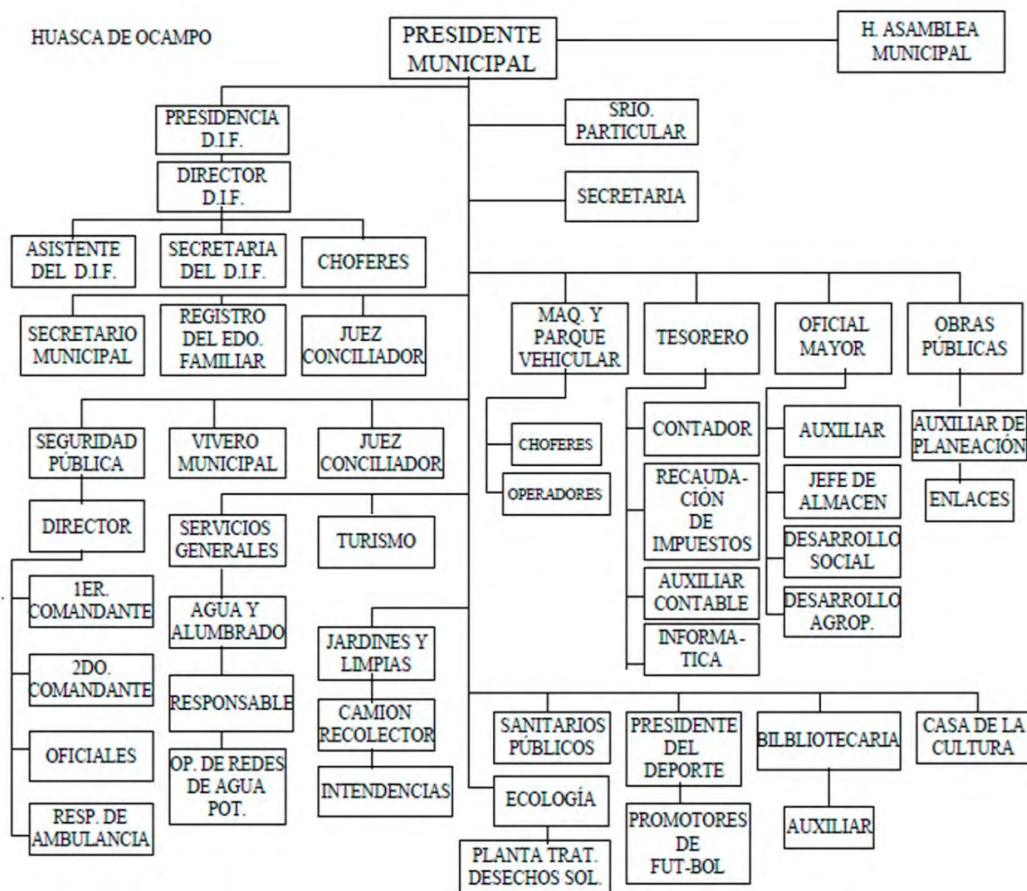 HUASCA DE OCAMPO
PRESIDENTE
MUNICIPAL
H. ASAMBLEA
MUNICIPAL
PRESIDENCIA
D.I.F.
SRIO.
PARTICULAR
DIRECTOR
D.I.F.
SECRETARIA
ASISTENTE
DEL D.I.F.
SECRETARIA
DEL D.I.F.
CHOFERES
SECRETARIO
MUNICIPAL
REGISTRO
DEL EDO.
FAMILIAR
JUEZ
CONCILIADOR
MAQ. Y
PARQUE
VEHICULAR
TESORERO
OFICIAL
MAYOR
OBRAS
PÚBLICAS
SEGURIDAD
PÚBLICA
VIVERO
MUNICIPAL
JUEZ
CONCILIADOR
CHOFERES
OPERADORES
CONTADOR
RECAUDA-
CIÓN
DE
IMPUESTOS
AUXILIAR
CONTABLE
INFORMA-
TICA
AUXILIAR
JEFE DE
ALMACEN
DESARROLLO
SOCIAL
DESARROLLO
AGROP.
AUXILIAR DE
PLANEACIÓN
ENLACES
DIRECTOR
SERVICIOS
GENERALES
TURISMO
1ER.
COMANDANTE
2DO.
COMANDANTE
OFICIALES
RESP. DE
AMBULANCIA
AGUA Y
ALUMBRADO
RESPONSABLE
OP. DE REDES
DE AGUA
POT.
JARDINES Y
LIMPIAS
CAMION
RECOLECTOR
INTENDENCIAS
SANITARIOS
PÚBLICOS
PRESIDENTE
DEL
DEPORTE
BILBLIOTECARIA
CASA DE LA
CULTURA
ECOLOGÍA
PROMOTORES
DE
FUT-BOL
AUXILIAR
PLANTA TRAT.
DESECHOS SOL.